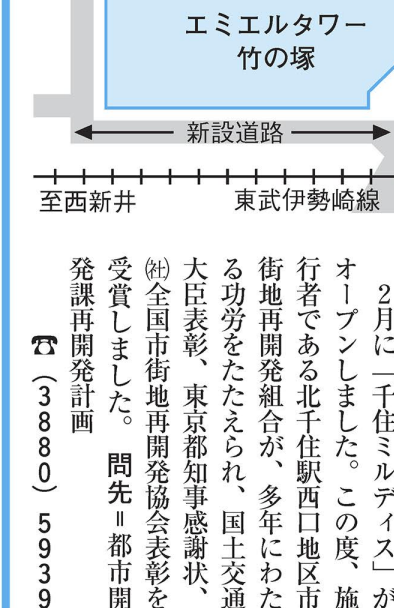 エミエルタワー
竹の塚
新設道路
至西新井
東武伊勢崎線
2月に「千住ミルディス」が
オープンしました。この度、施
行者である北千住駅西口地区市
街地再開発組合が、多年にわた
る功労をたたえられ、国土交通
大臣表彰、東京都知事感謝状、
㈳全国市街地再開発協会表彰を
受賞しました。 問先=都市開
発課再開発計画
☎(3880)5939